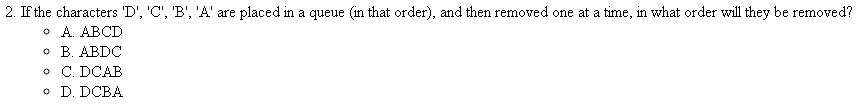 2. If the characters 'D', 'C', 'B', 'A' are placed in a queue (in that order), and then removed one at a time, in what order will they be removed?
A. ABCD
B. ABDC
C. DCAB
D. DCBA